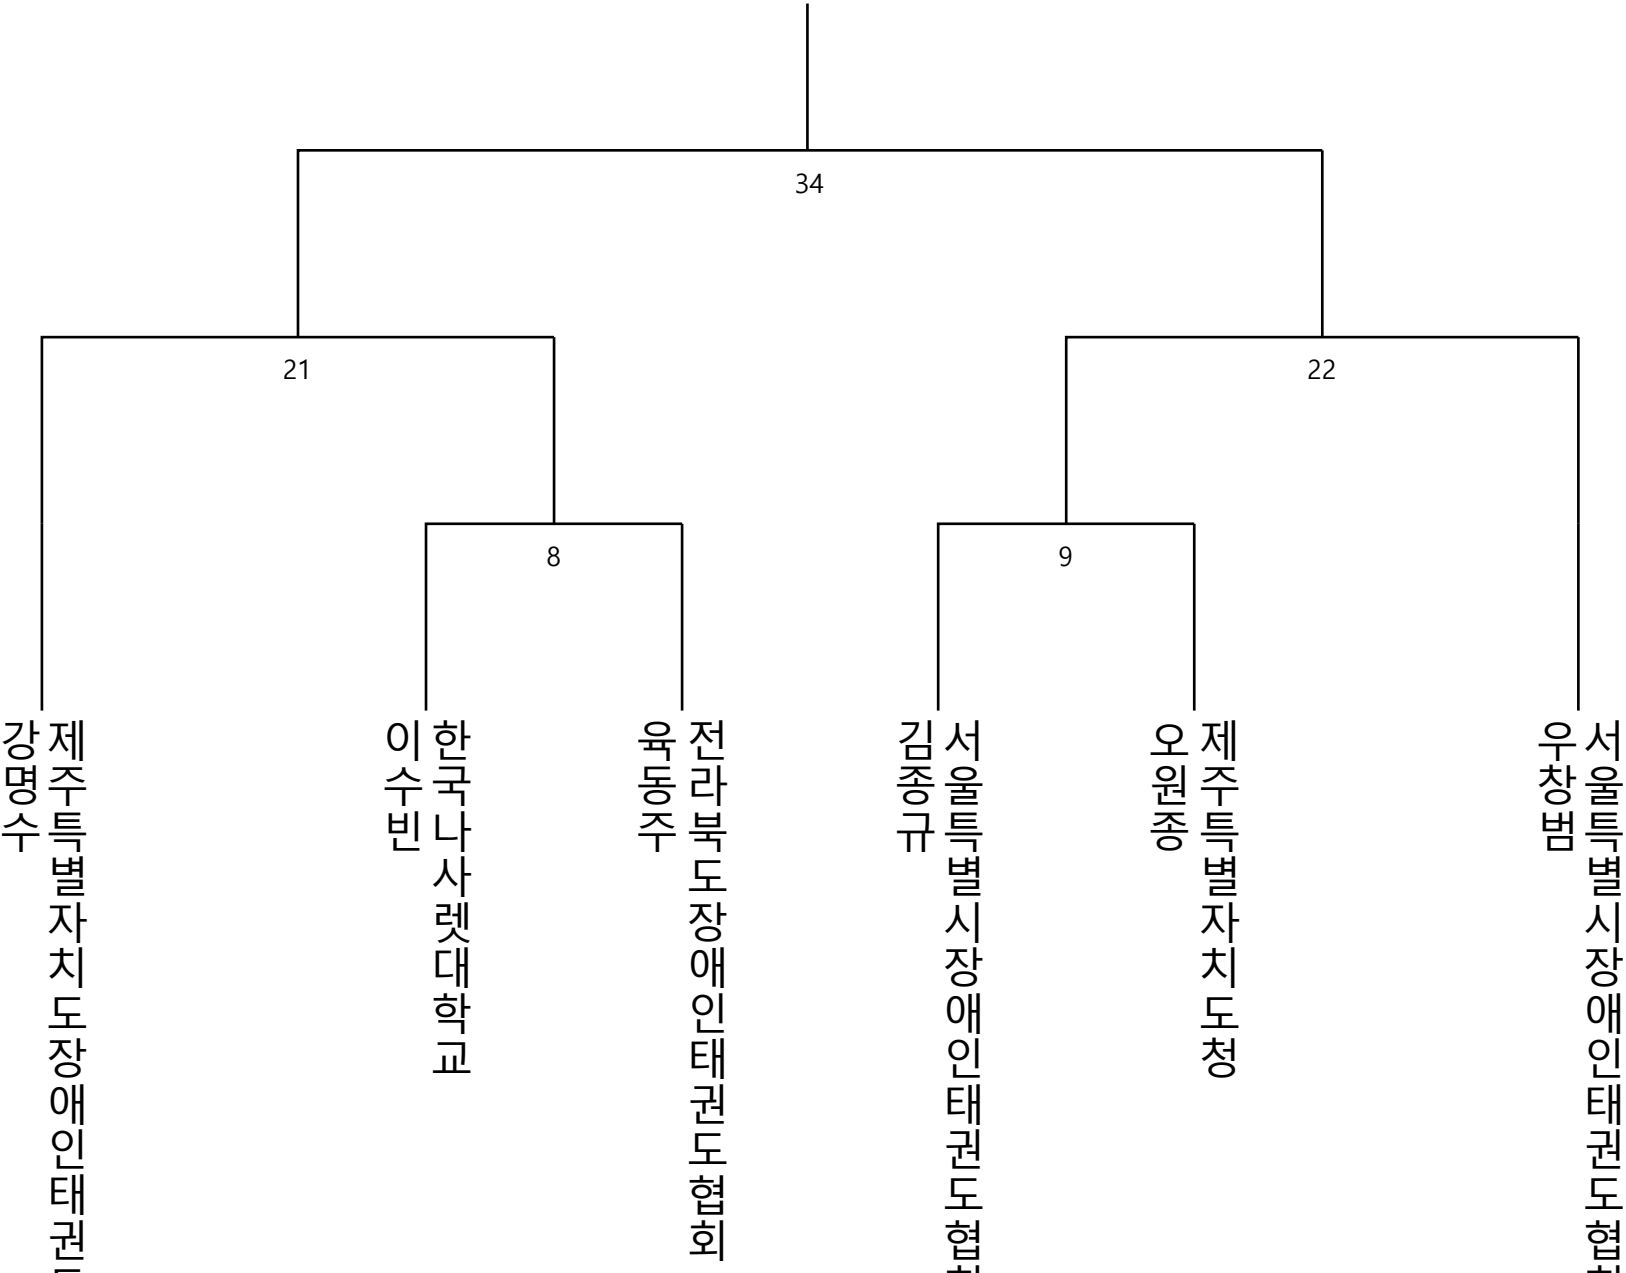 34
21
22
8
9
강명수
제주특별자치도장애인태권
이수빈
한국나사렛대학교
육동주
전라북도장애인태권도협회
김종규
서울특별시장애인태권도협
오원종
제주특별자치도청
우창범
서울특별시장애인태권도협